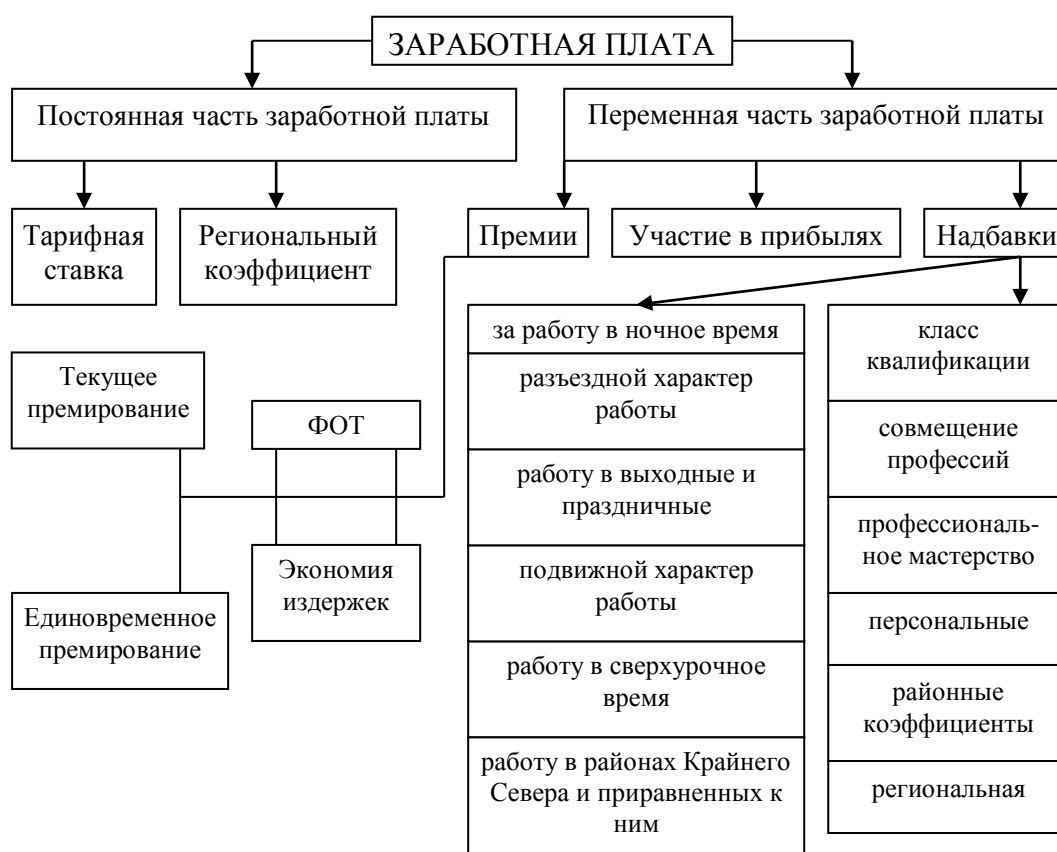 ЗАРАБОТНАЯ ПЛАТА
Постоянная часть заработной платы
Переменная часть заработной платы
Тарифная
ставка
Региональный
коэффициент
Премии
Участие в прибылях
Надбавки
Текущее
премирование
ФОТ
Экономия
издержек
Единовременное
премирование
за работу в ночное время
разъездной характер
работы
работу в выходные и
праздничные
подвижной характер
работы
работу в сверхурочное
время
работу в районах Крайнего
Севера и приравненных к
ним
класс
квалификации
совмещение
профессий
профессиональ-
ное мастерство
персональные
районные
коэффициенты
региональная